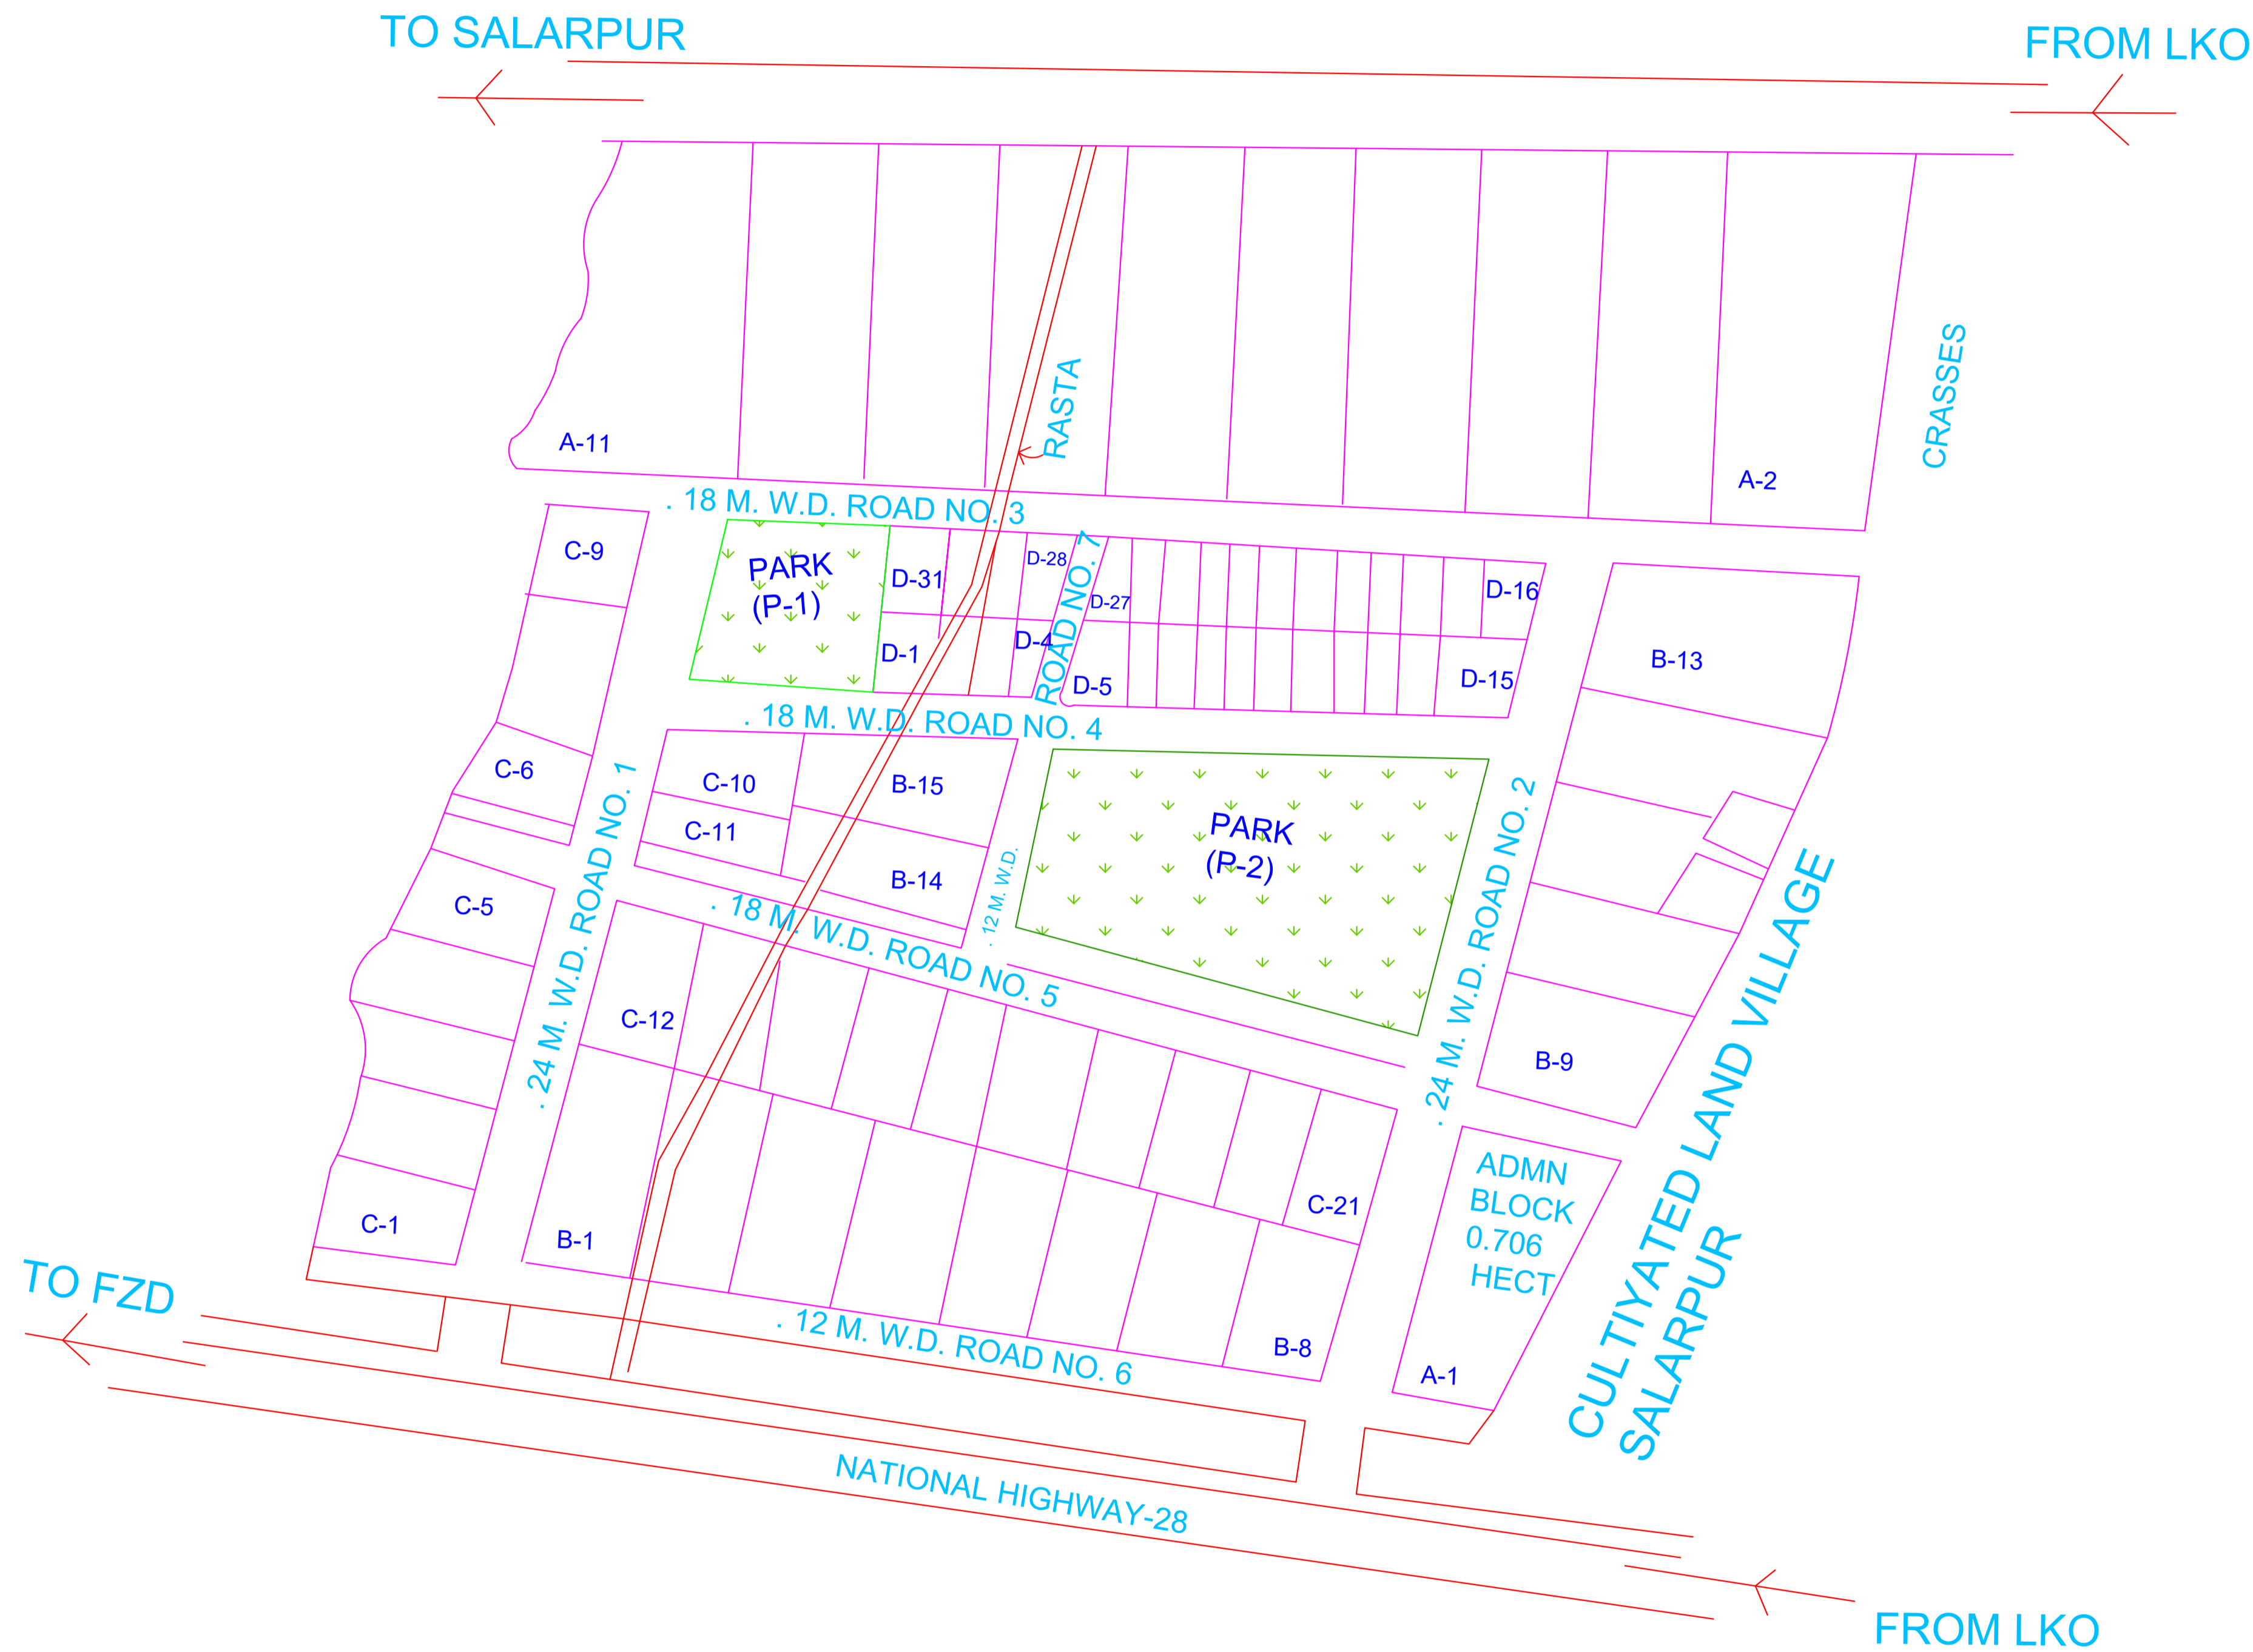 TO SALARPUR
FROM LKO
RASTA
CRASSES
A-11
A-2
. 18 M. W.D. ROAD NO. 3
C-9
PARK
(P-1)
D-31
D-28
ROAD NO. 7
D-27
D-16
D-1
D-4
D-5
D-15
B-13
. 18 M. W.D. ROAD NO. 4
C-6
. 24 M. W.D. ROAD NO. 1
C-10
B-15
C-11
B-14
. 12 M. W.D.
PARK
(P-2)
. 24 M. W.D. ROAD NO. 2
C-5
. 18 M. W.D. ROAD NO. 5
C-12
B-9
CULTIYATED LAND VILLAGE
SALARPUR
ADMN
BLOCK
0.706
HECT
C-21
C-1
B-1
B-8
A-1
TO FZD
. 12 M. W.D. ROAD NO. 6
NATIONAL HIGHWAY-28
FROM LKO